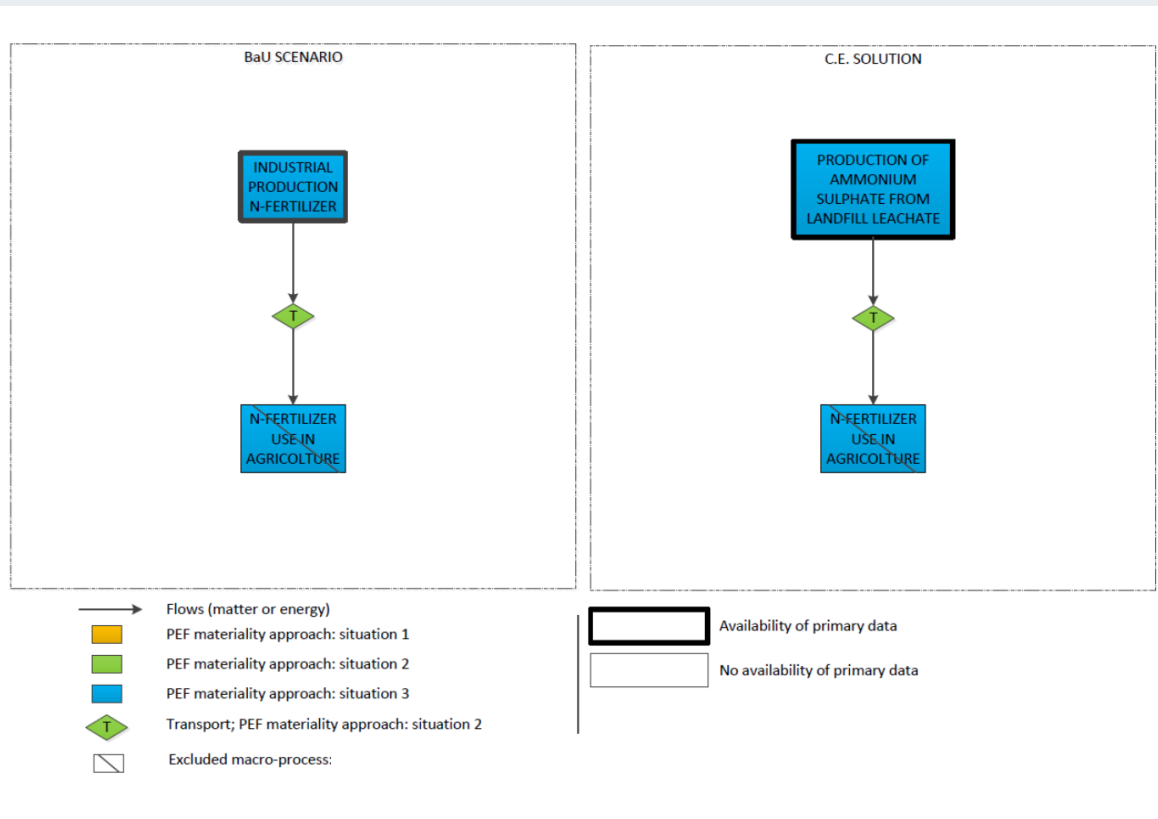 BaU SCENARIO
INDUSTRIAL
PRODUCTION
N-FERTILIZER
T
N-FERTILIZER
USE IN
AGRICOLTURE
C.E. SOLUTION
PRODUCTION OF
AMMONIUM
SULPHATE FROM
LANDFILL LEACHATE
T
N-FERTILIZER
USE IN
AGRICOLTURE
Flows (matter or energy)
PEF materiality approach: situation 1
PEF materiality approach: situation 2
PEF materiality approach: situation 3
T
Transport; PEF materiality approach: situation 2
Excluded macro-process:
Availability of primary data
No availability of primary data